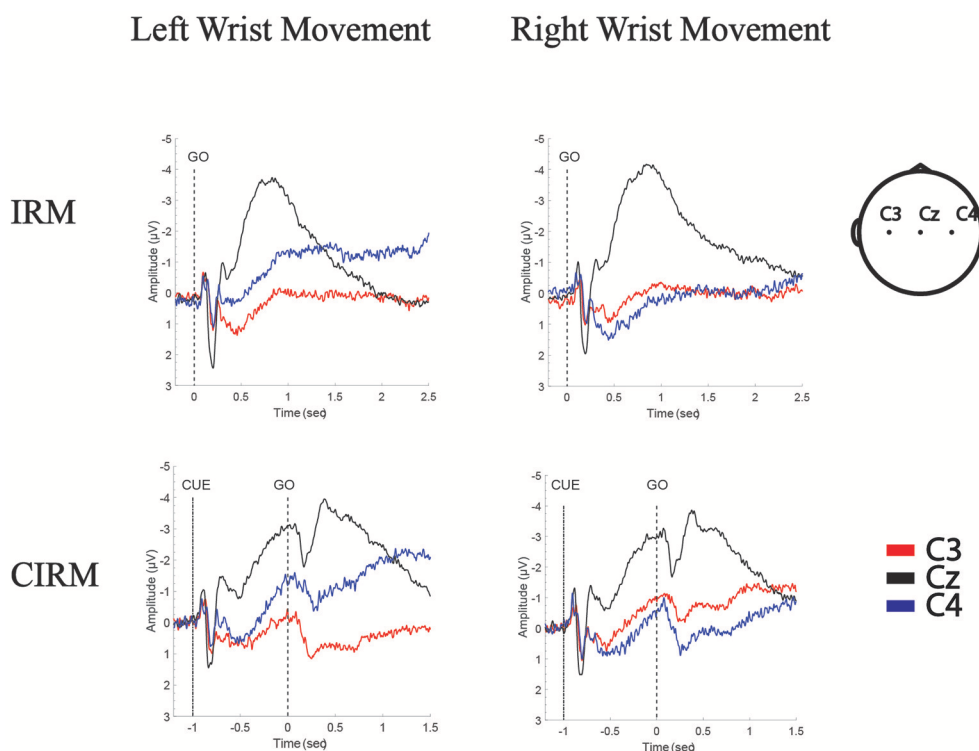 Left Wrist Movement
Right Wrist Movement
IRM
GO
-5
-4
-3
-2
-1
0
1
2
3
Amplitude (µV)
0 0.5 1 1.5 2 2.5
Time (sec)
GO
-5
-4
-3
-2
-1
0
1
2
3
Amplitude (µV)
0 0.5 1 1.5 2 2.5
Time (sec)
C3 Cz C4
CIRM
CUE GO
-5
-4
-3
-2
-1
0
1
2
3
Amplitude (µV)
-1 -0.5 0 0.5 1 1.5
Time (sec)
CUE GO
-5
-4
-3
-2
-1
0
1
2
3
Amplitude (µV)
-1 -0.5 0 0.5 1 1.5
Time (sec)
C3
Cz
C4